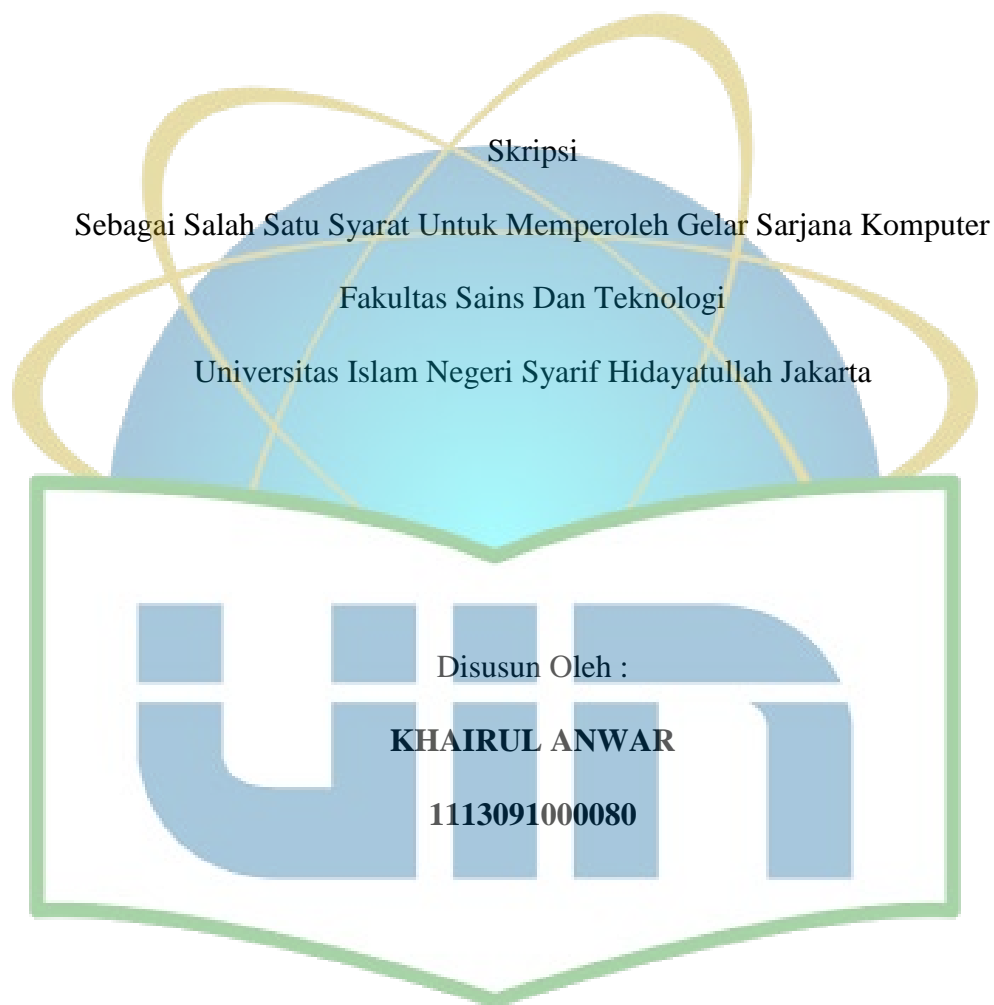 Skripsi
Sebagai Salah Satu Syarat Untuk Memperoleh Gelar Sarjana Komputer
Fakultas Sains Dan Teknologi
Universitas Islam Negeri Syarif Hidayatullah Jakarta
Disusun Oleh :
KHAIRUL ANWAR
1113091000080
UIN